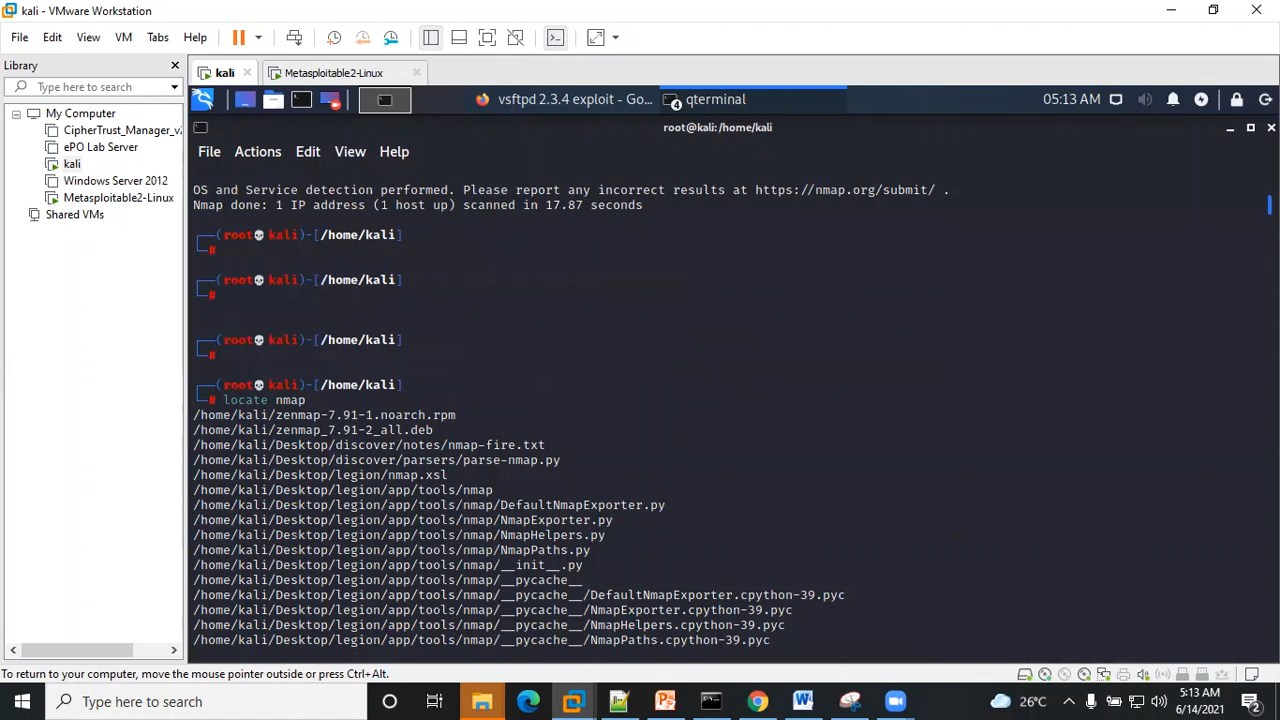 kali - VMware Workstation
File Edit View VM Tabs Help
Library
Type here to search
My Computer
CipherTrust_Manager_v
ePO Lab Server
kali
Windows Server 2012
Metasploitable2-Linux
Shared VMs
kali Metasploitable2-Linux
vsftpd 2.3.4 exploit - Go... 4 qterminal 05:13 AM
root@kali:/home/kali
File Actions Edit View Help
OS and Service detection performed. Please report any incorrect results at https://nmap.org/submit/ .
Nmap done: 1 IP address (1 host up) scanned in 17.87 seconds
(root💀kali)-[/home/kali]
#
(root💀kali)-[/home/kali]
#
(root💀kali)-[/home/kali]
#
(root💀kali)-[/home/kali]
# locate nmap
/home/kali/zenmap-7.91-1.noarch.rpm
/home/kali/zenmap_7.91-2_all.deb
/home/kali/Desktop/discover/notes/nmap-fire.txt
/home/kali/Desktop/discover/parsers/parse-nmap.py
/home/kali/Desktop/legion/nmap.xsl
/home/kali/Desktop/legion/app/tools/nmap
/home/kali/Desktop/legion/app/tools/nmap/DefaultNmapExporter.py
/home/kali/Desktop/legion/app/tools/nmap/NmapExporter.py
/home/kali/Desktop/legion/app/tools/nmap/NmapHelpers.py
/home/kali/Desktop/legion/app/tools/nmap/NmapPaths.py
/home/kali/Desktop/legion/app/tools/nmap/__init__.py
/home/kali/Desktop/legion/app/tools/nmap/__pycache__
/home/kali/Desktop/legion/app/tools/nmap/__pycache__/DefaultNmapExporter.cpython-39.pyc
/home/kali/Desktop/legion/app/tools/nmap/__pycache__/NmapExporter.cpython-39.pyc
/home/kali/Desktop/legion/app/tools/nmap/__pycache__/NmapHelpers.cpython-39.pyc
/home/kali/Desktop/legion/app/tools/nmap/__pycache__/NmapPaths.cpython-39.pyc
To return to your computer, move the mouse pointer outside or press Ctrl+Alt.
Type here to search
26°C
5:13 AM
6/14/2021
2